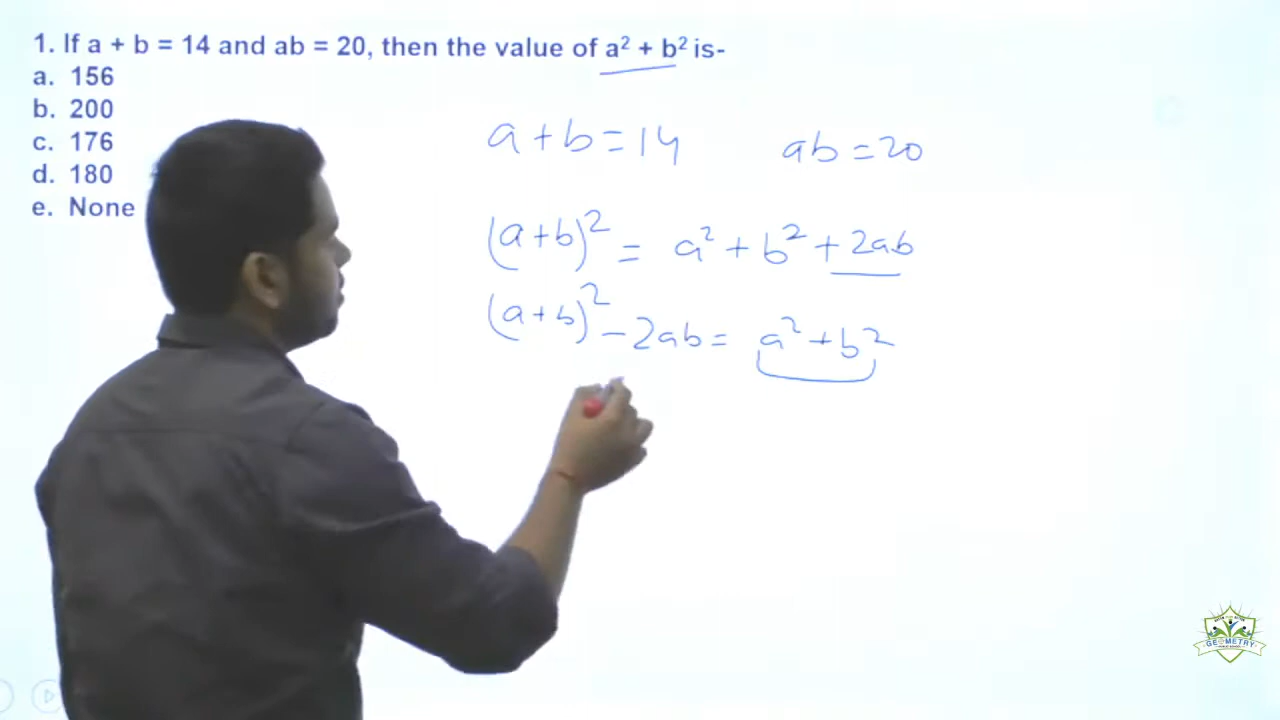 1. If a + b = 14 and ab = 20, then the value of a² + b² is-
a. 156
b. 200
c. 176
d. 180
e. None
a + b = 14 ab = 20
(a+b)² = a² + b² + 2ab
(a+b)² - 2ab = a² + b²
GEOMETRY